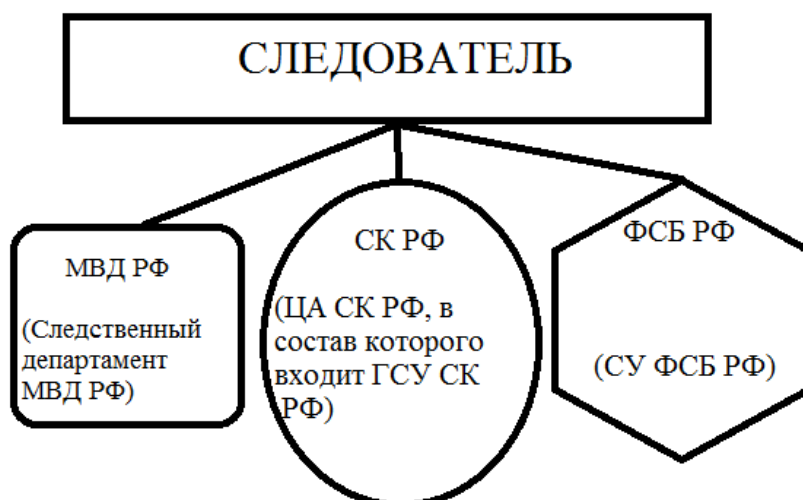 СЛЕДОВАТЕЛЬ
МВД РФ
(Следственный
департамент
МВД РФ)
СК РФ
(ЦА СК РФ, в
состав которого
входит ГСУ СК
РФ)
ФСБ РФ
(СУ ФСБ РФ)